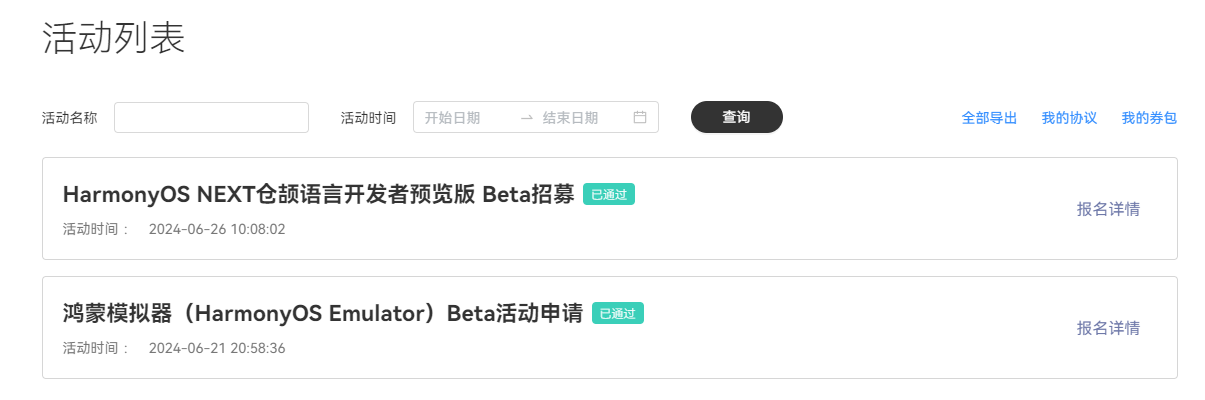 活动列表
活动名称 活动时间 开始日期 → 结束日期 查询 全部导出 我的协议 我的券包
HarmonyOS NEXT仓颉语言开发者预览版 Beta招募 已通过
活动时间： 2024-06-26 10:08:02
报名详情
鸿蒙模拟器（HarmonyOS Emulator）Beta活动申请 已通过
活动时间： 2024-06-21 20:58:36
报名详情